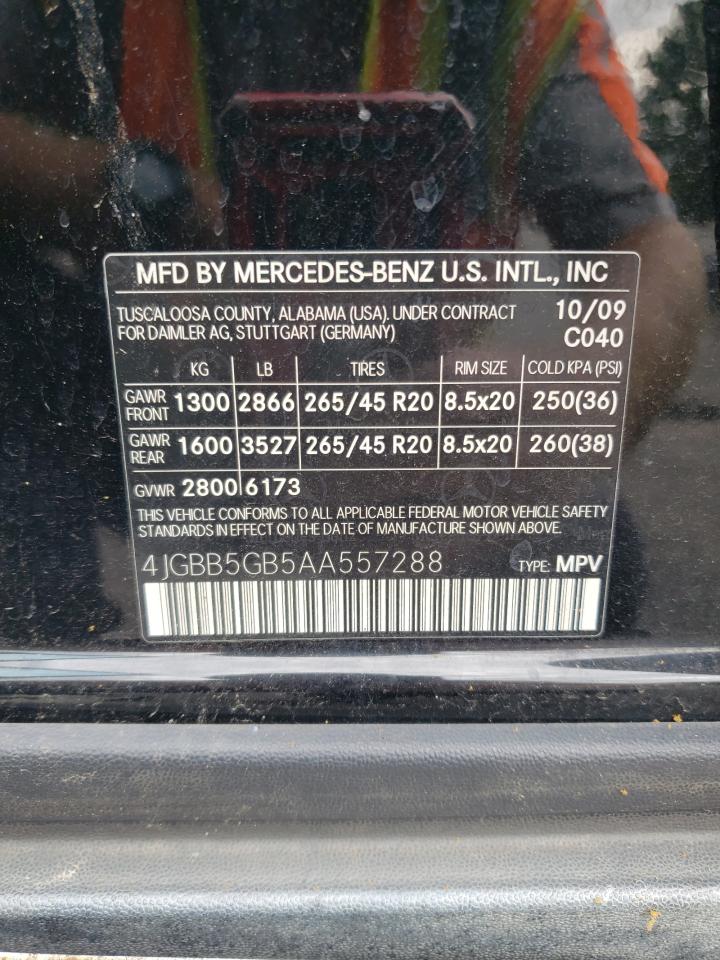 MFD BY MERCEDES-BENZ U.S. INTL., INC
TUSCALOOSA COUNTY, ALABAMA (USA). UNDER CONTRACT 10/09
FOR DAIMLER AG, STUTTGART (GERMANY) C040
KG LB TIRES RIM SIZE COLD KPA (PSI)
GAWR FRONT 1300 2866 265/45 R20 8.5x20 250(36)
GAWR REAR 1600 3527 265/45 R20 8.5x20 260(38)
GVWR 2800 6173
THIS VEHICLE CONFORMS TO ALL APPLICABLE FEDERAL MOTOR VEHICLE SAFETY
STANDARDS IN EFFECT ON THE DATE OF MANUFACTURE SHOWN ABOVE.
4JGBB5GB5AA557288 TYPE: MPV